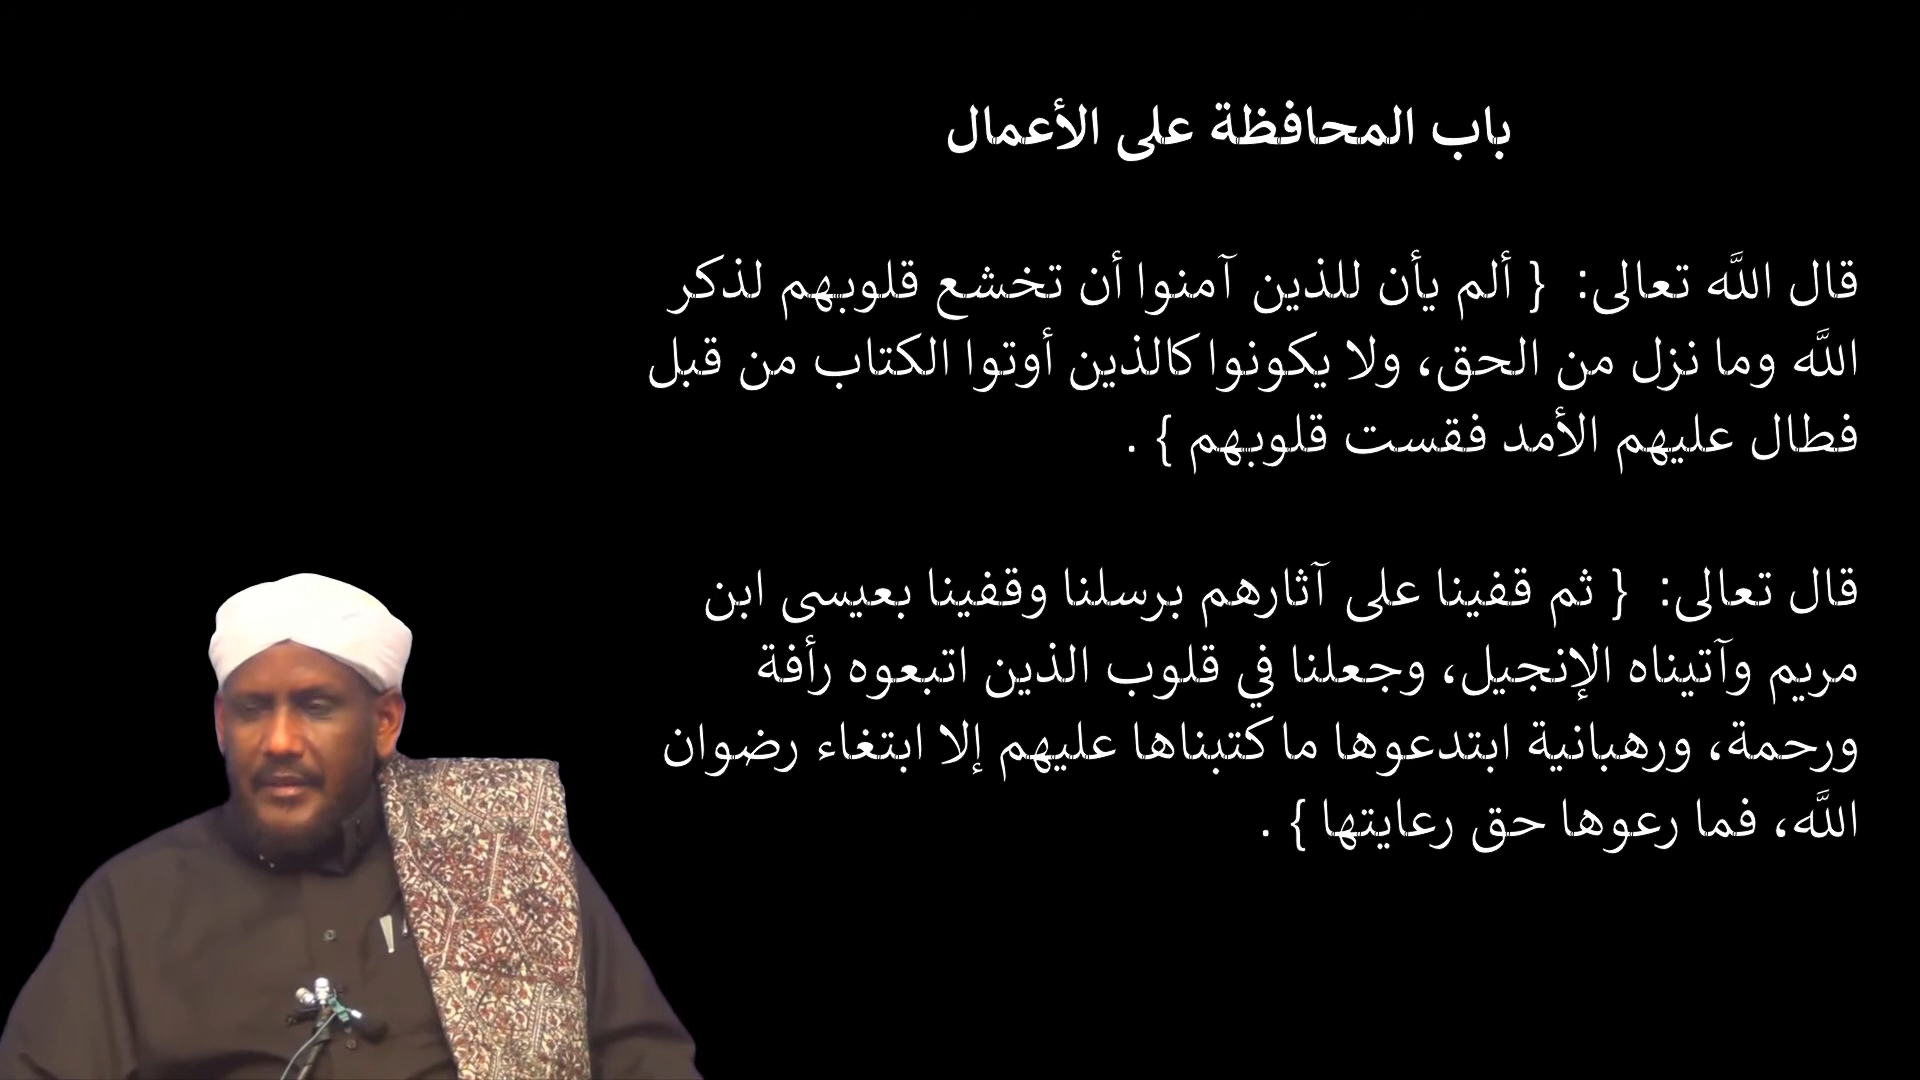 باب المحافظة على الأعمال
قال اللَّه تعالى: { ألم يأن للذين آمنوا أن تخشع قلوبهم لذكر
اللَّه وما نزل من الحق، ولا يكونوا كالذين أوتوا الكتاب من قبل
فطال عليهم الأمد فقست قلوبهم } .
قال تعالى: { ثم قفينا على آثارهم برسلنا وقفينا بعيسى ابن
مريم وآتيناه الإنجيل، وجعلنا في قلوب الذين اتبعوه رأفة
ورحمة، ورهبانية ابتدعوها ما كتبناها عليهم إلا ابتغاء رضوان
اللَّه، فما رعوها حق رعايتها } .